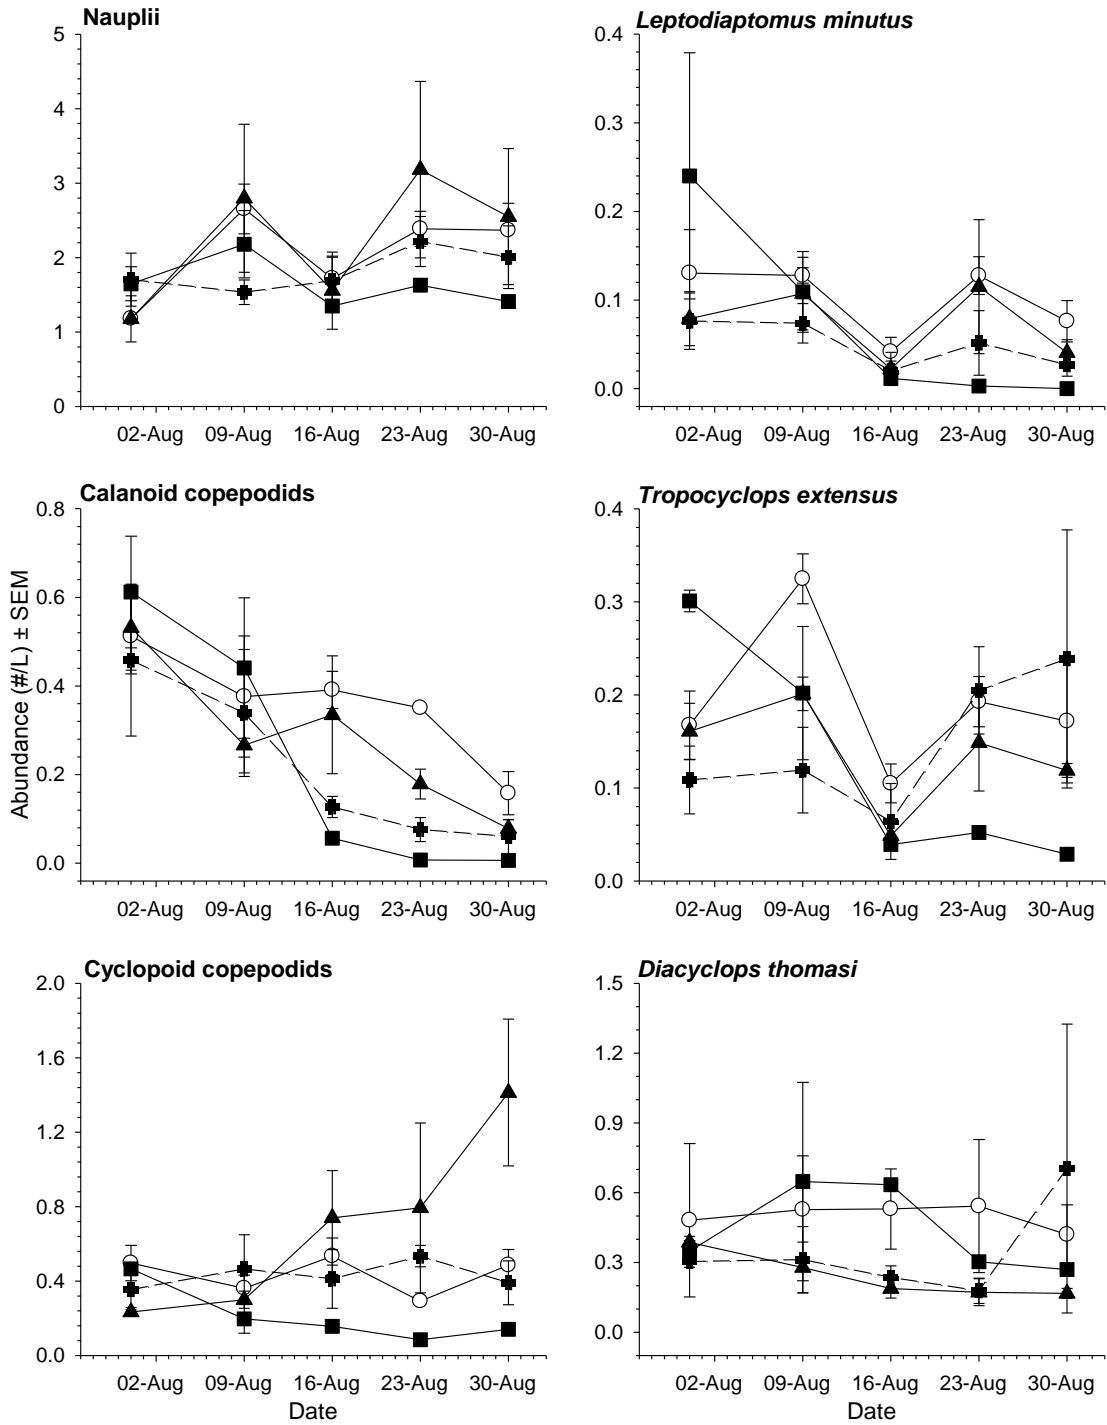 Nauplii
5
4
3
2
1
0
02-Aug 09-Aug 16-Aug 23-Aug 30-Aug
Leptodiaptomus minutus
0.4
0.3
0.2
0.1
0.0
02-Aug 09-Aug 16-Aug 23-Aug 30-Aug
Calanoid copepodids
Abundance (#/L) ± SEM
0.8
0.6
0.4
0.2
0.0
02-Aug 09-Aug 16-Aug 23-Aug 30-Aug
Tropocyclops extensus
0.4
0.3
0.2
0.1
0.0
02-Aug 09-Aug 16-Aug 23-Aug 30-Aug
Cyclopoid copepodids
2.0
1.6
1.2
0.8
0.4
0.0
02-Aug 09-Aug 16-Aug 23-Aug 30-Aug
Date
Diacyclops thomasi
1.5
1.2
0.9
0.6
0.3
0.0
02-Aug 09-Aug 16-Aug 23-Aug 30-Aug
Date